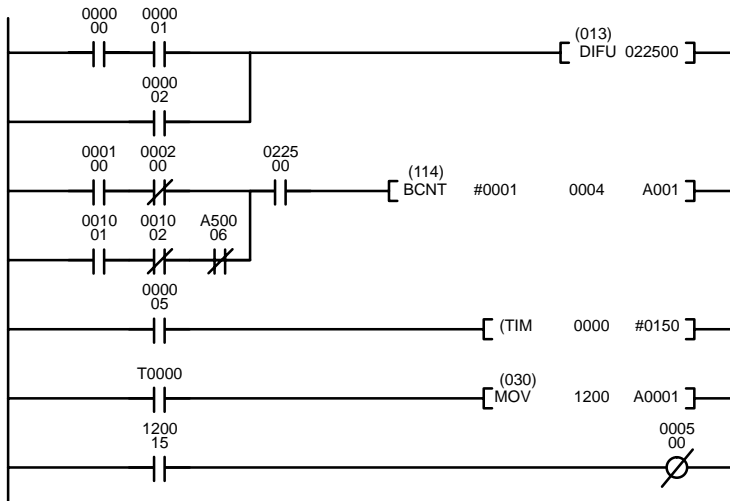 0000 0000
00 01
(013)
DIFU 022500
0000
02
0001 0002 0225
00 00 00
(114)
BCNT #0001 0004 A001
0010 0010 A500
01 02 06
0000
05
(TIM 0000 #0150
T0000
(030)
MOV 1200 A0001
1200 0005
15 00